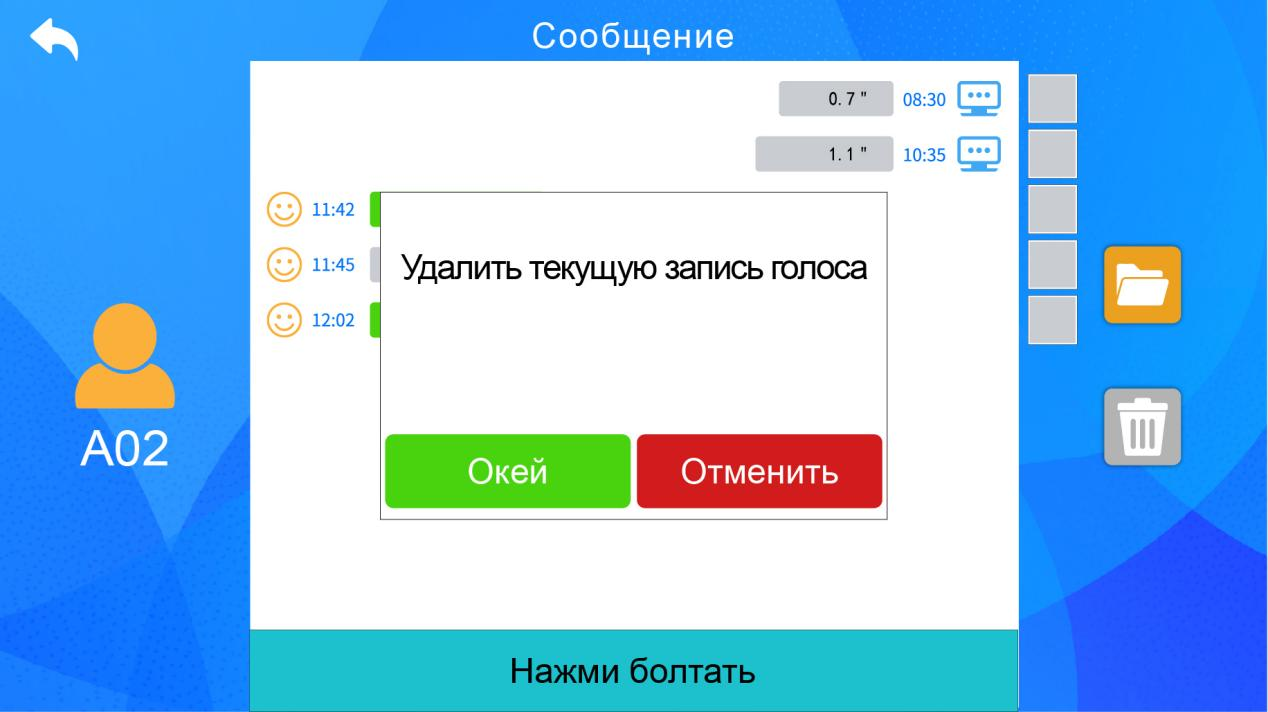 Сообщение
0.7" 08:30
1.1" 10:35
11:42
11:45
12:02
Удалить текущую запись голоса
Окей Отменить
A02
Нажми болтать